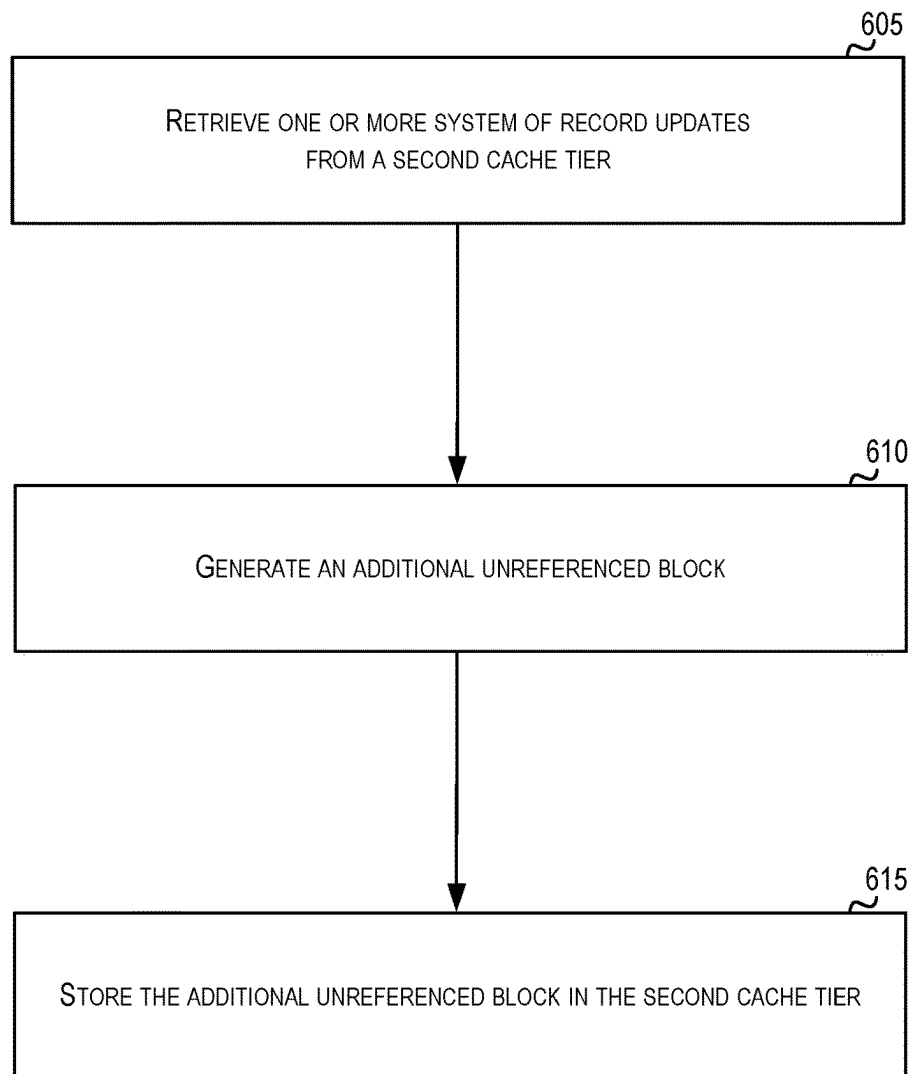 605
RETRIEVE ONE OR MORE SYSTEM OF RECORD UPDATES
FROM A SECOND CACHE TIER
610
GENERATE AN ADDITIONAL UNREFERENCED BLOCK
615
STORE THE ADDITIONAL UNREFERENCED BLOCK IN THE SECOND CACHE TIER